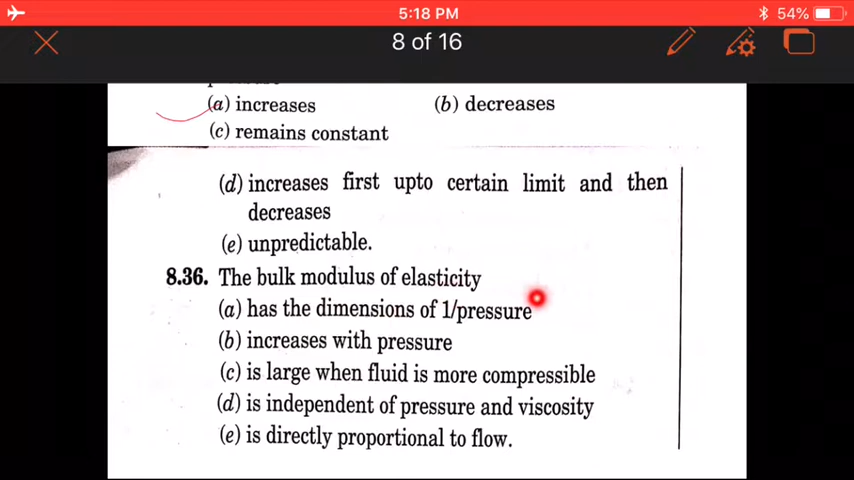 5:18 PM
54%
8 of 16
(a) increases (b) decreases
(c) remains constant
(d) increases first upto certain limit and then
decreases
(e) unpredictable.
8.36. The bulk modulus of elasticity
(a) has the dimensions of 1/pressure
(b) increases with pressure
(c) is large when fluid is more compressible
(d) is independent of pressure and viscosity
(e) is directly proportional to flow.